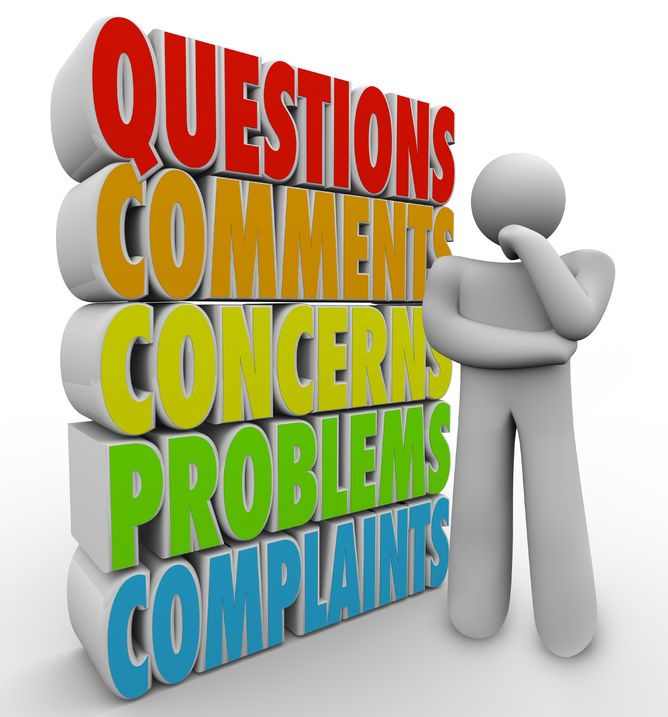 QUESTIONS
COMMENTS
CONCERNS
PROBLEMS
COMPLAINTS